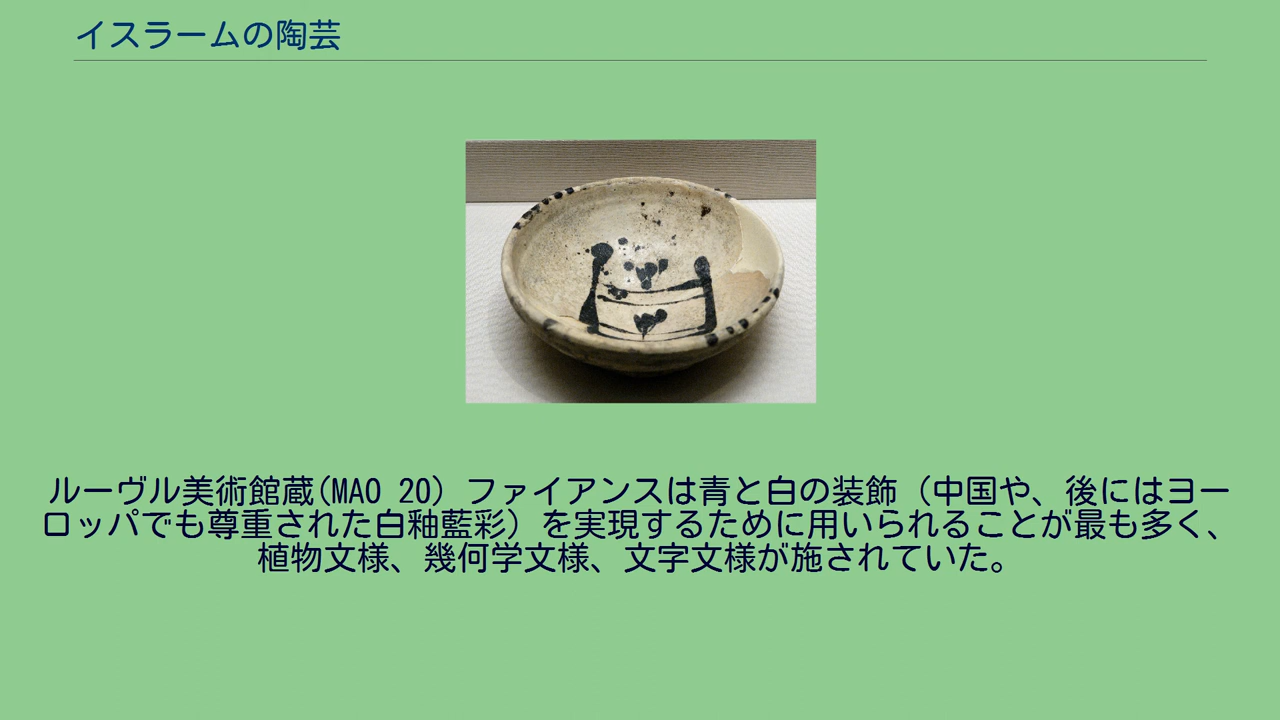 イスラームの陶芸
ルーヴル美術館蔵(MAO 20) ファイアンスは青と白の装飾（中国や、後にはヨー
ロッパでも尊重された白釉藍彩）を実現するために用いられることが最も多く、
植物文様、幾何学文様、文字文様が施されていた。